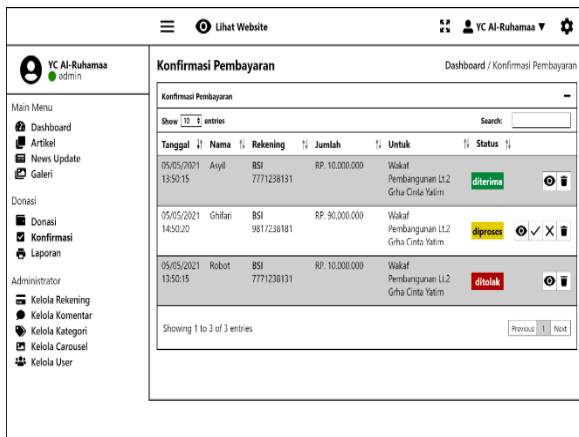 Lihat Website
YC Al-Ruhamaa ▼
YC Al-Ruhamaa
admin
Main Menu
Dashboard
Artikel
News Update
Galeri
Donasi
Donasi
Konfirmasi
Laporan
Administrator
Kelola Rekening
Kelola Komentar
Kelola Kategori
Kelola Carousel
Kelola User
Konfirmasi Pembayaran
Dashboard / Konfirmasi Pembayaran
Konfirmasi Pembayaran
Show 10 entries
Search:
Tanggal Nama Rekening Jumlah Untuk Status
05/05/2021 Asyil BSI RP. 10.000.000 Wakaf
13:50:15 7771238131 Pembangunan Lt.2 diterima
Grha Cinta Yatim
05/05/2021 Ghifari BSI RP. 90.000.000 Wakaf
14:50:20 9817238181 Pembangunan Lt.2 diproses
Grha Cinta Yatim
05/05/2021 Robot BSI RP. 10.000.000 Wakaf
13:50:15 7771238131 Pembangunan Lt.2 ditolak
Grha Cinta Yatim
Showing 1 to 3 of 3 entries
Previous 1 Next